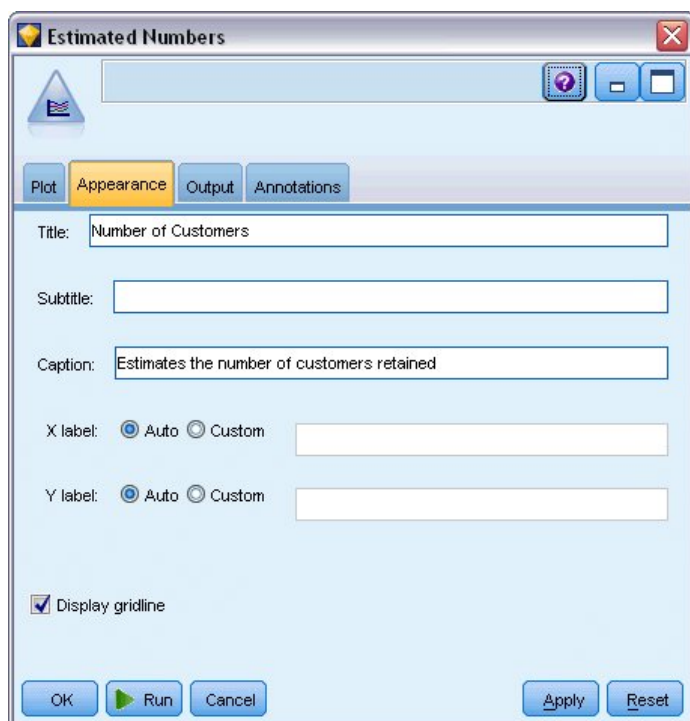 Estimated Numbers
?
Plot Appearance Output Annotations
Title: Number of Customers
Subtitle:
Caption: Estimates the number of customers retained
X label: Auto Custom
Y label: Auto Custom
Display gridline
OK Run Cancel Apply Reset